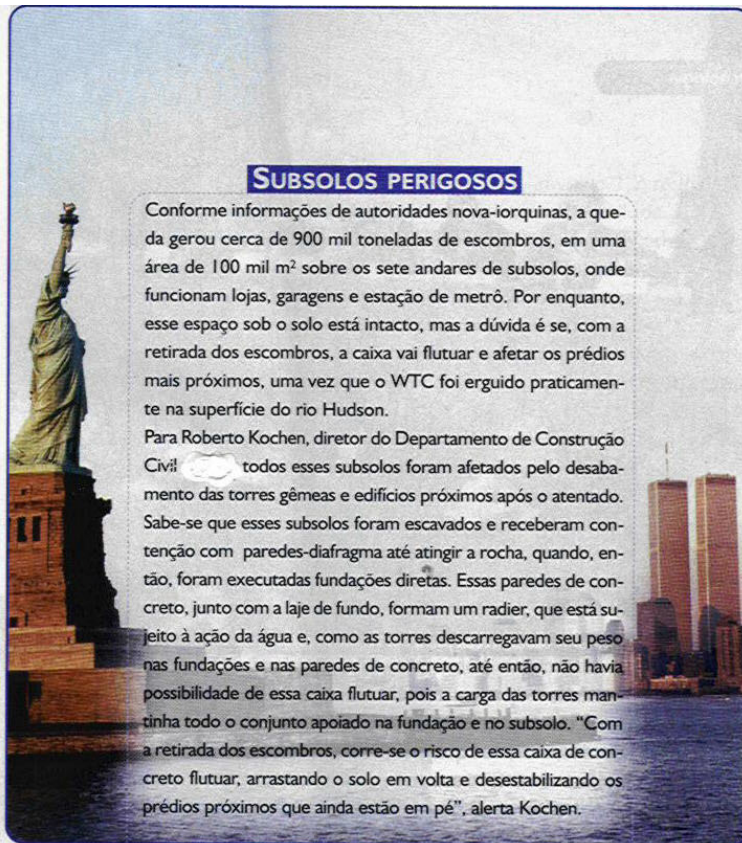 SUBSOLOS PERIGOSOS
Conforme informações de autoridades nova-iorquinas, a que-
da gerou cerca de 900 mil toneladas de escombros, em uma
área de 100 mil m² sobre os sete andares de subsolos, onde
funcionam lojas, garagens e estação de metrô. Por enquanto,
esse espaço sob o solo está intacto, mas a dúvida é se, com a
retirada dos escombros, a caixa vai flutuar e afetar os prédios
mais próximos, uma vez que o WTC foi erguido praticamen-
te na superfície do rio Hudson.
Para Roberto Kochen, diretor do Departamento de Construção
Civil todos esses subsolos foram afetados pelo desaba-
mento das torres gêmeas e edifícios próximos após o atentado.
Sabe-se que esses subsolos foram escavados e receberam con-
tenção com paredes-diafragma até atingir a rocha, quando, en-
tão, foram executadas fundações diretas. Essas paredes de con-
creto, junto com a laje de fundo, formam um radier, que está su-
jeito à ação da água e, como as torres descarregavam seu peso
nas fundações e nas paredes de concreto, até então, não havia
possibilidade de essa caixa flutuar, pois a carga das torres man-
tinha todo o conjunto apoiado na fundação e no subsolo. “Com
a retirada dos escombros, corre-se o risco de essa caixa de con-
creto flutuar, arrastando o solo em volta e desestabilizando os
prédios próximos que ainda estão em pé”, alerta Kochen.